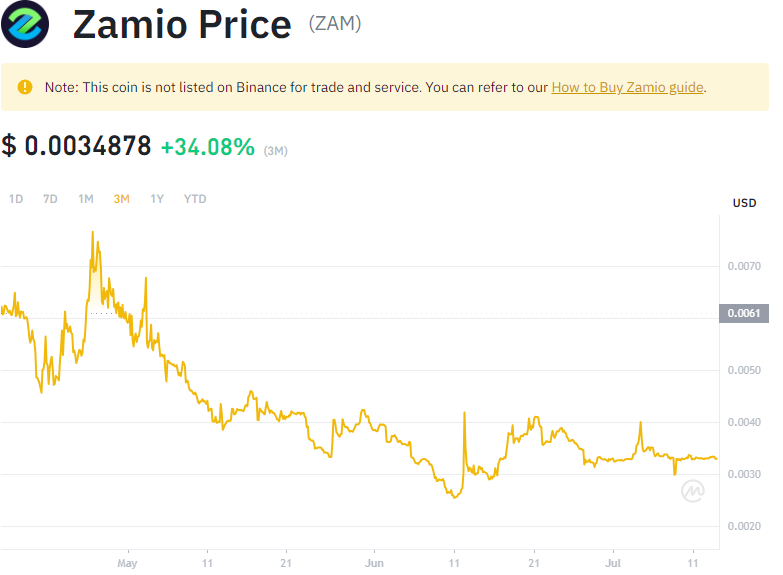 Zamio Price (ZAM)
Note: This coin is not listed on Binance for trade and service. You can refer to our How to Buy Zamio guide.
$ 0.0034878 +34.08% (3M)
1D 7D 1M 3M 1Y YTD
USD
0.0070
0.0061
0.0050
0.0040
0.0030
0.0020
May 11 21 Jun 11 21 Jul 11